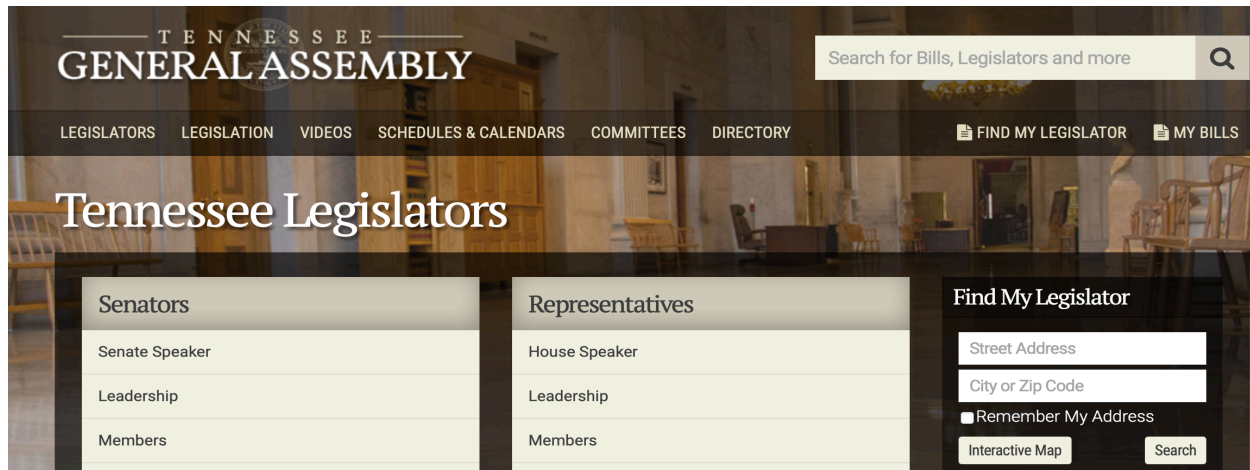 TENNESSEE
GENERAL ASSEMBLY
Search for Bills, Legislators and more
LEGISLATORS LEGISLATION VIDEOS SCHEDULES & CALENDARS COMMITTEES DIRECTORY FIND MY LEGISLATOR MY BILLS
Tennessee Legislators
Senators
Senate Speaker
Leadership
Members
Representatives
House Speaker
Leadership
Members
Find My Legislator
Street Address
City or Zip Code
Remember My Address
Interactive Map Search